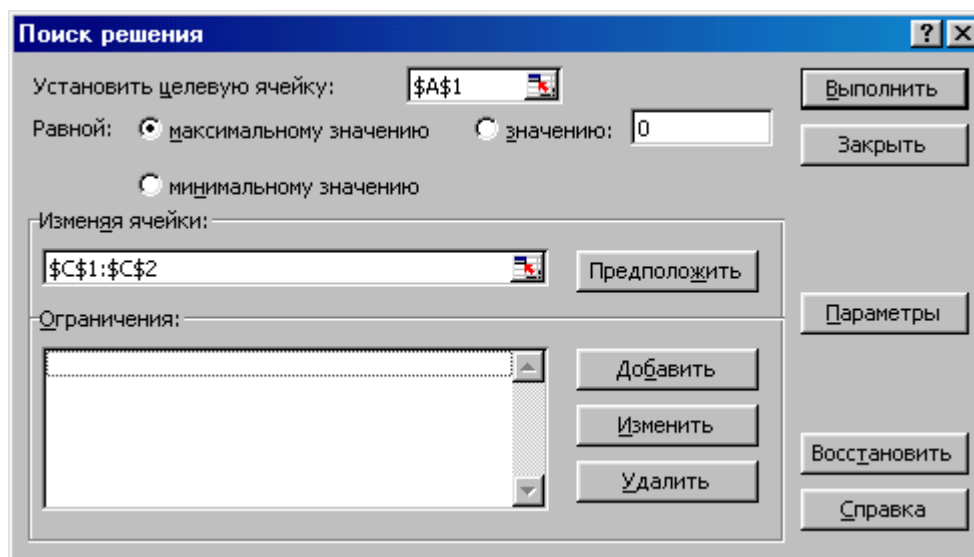 Поиск решения
Установить целевую ячейку: $A$1
Выполнить
Равной: максимальному значению значению: 0
Закрыть
минимальному значению
Изменяя ячейки:
$C$1:$C$2
Предположить
Ограничения:
Параметры
Добавить
Изменить
Восстановить
Удалить
Справка